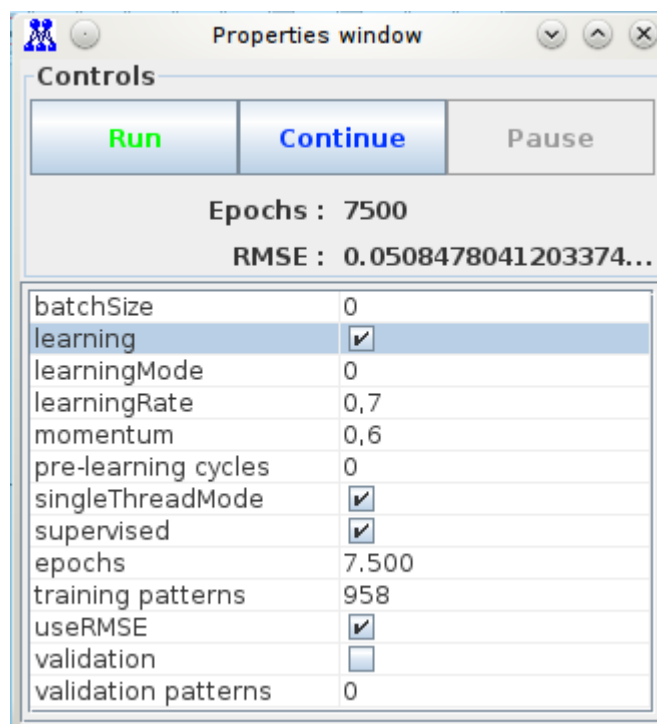 Properties window
Controls
Run Continue Pause
Epochs : 7500
RMSE : 0.0508478041203374...
batchSize 0
learning
learningMode 0
learningRate 0,7
momentum 0,6
pre-learning cycles 0
singleThreadMode
supervised
epochs 7.500
training patterns 958
useRMSE
validation
validation patterns 0